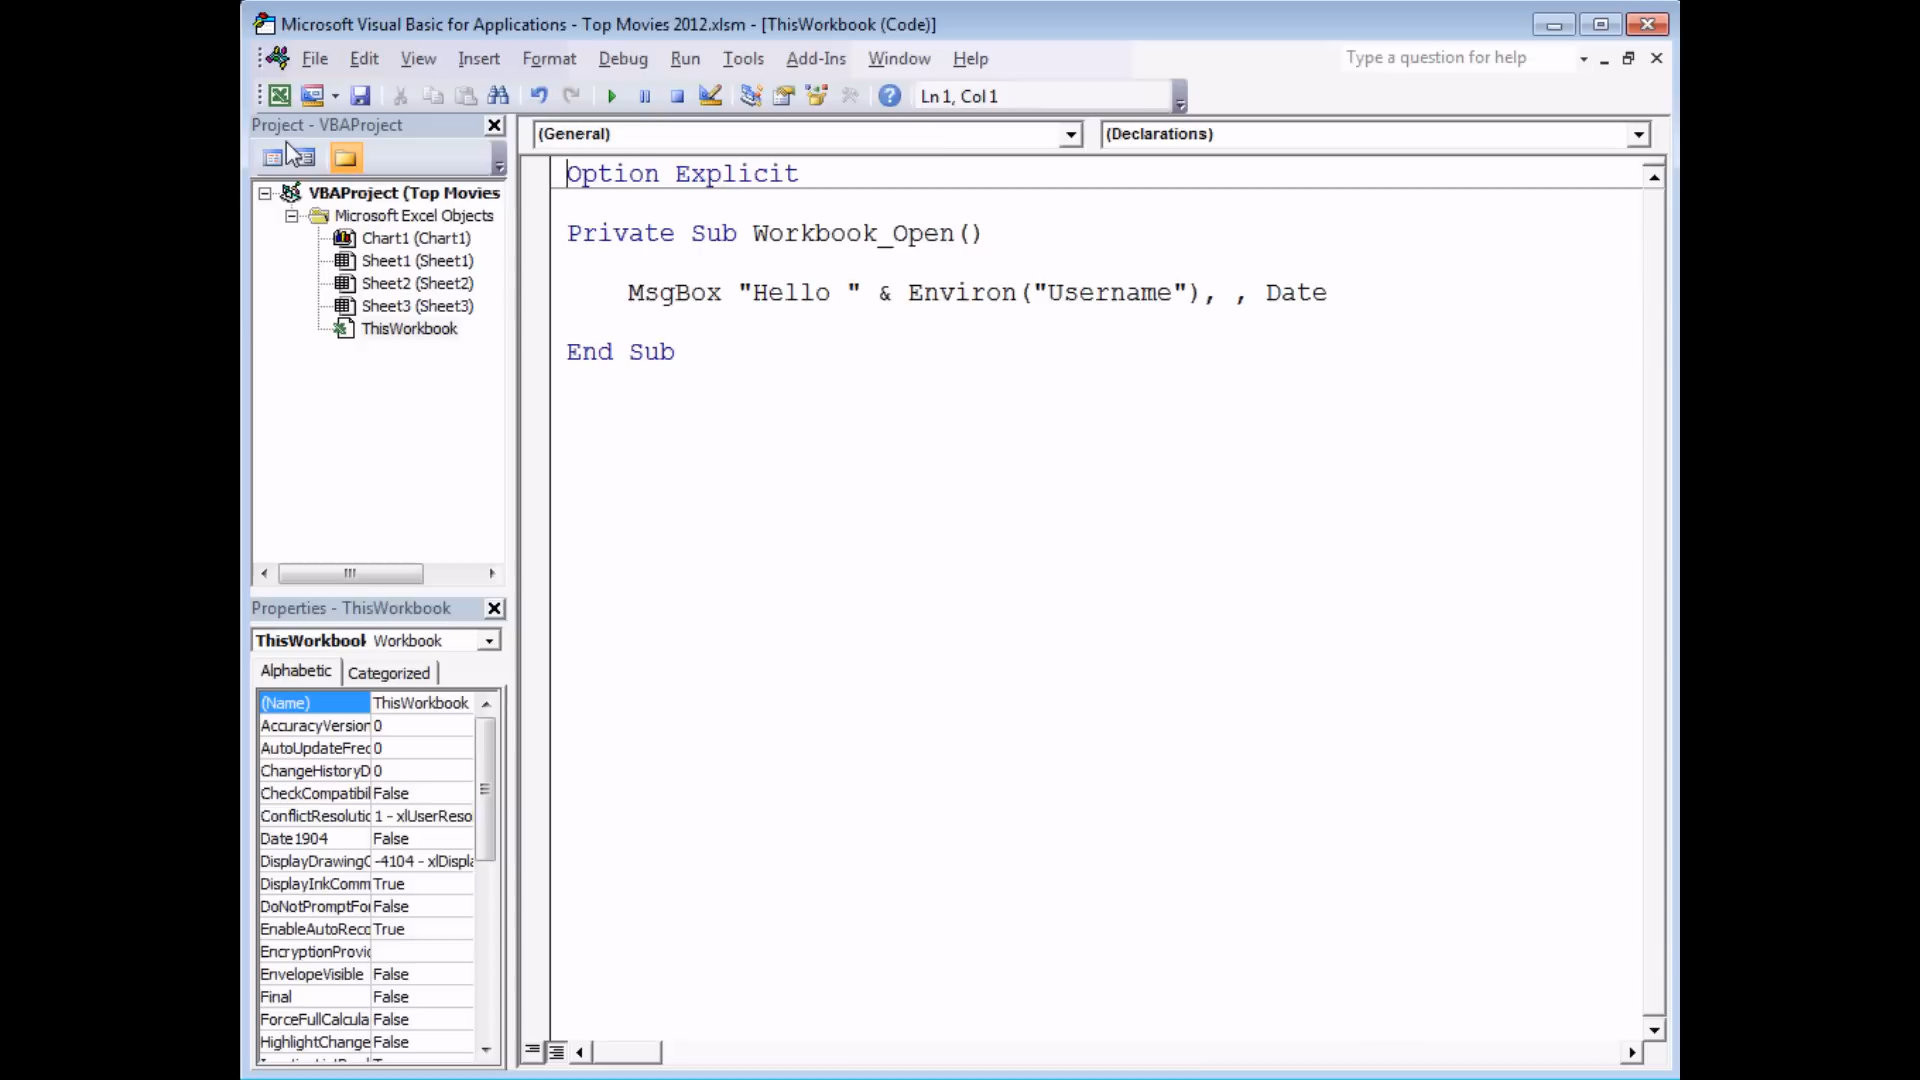 Microsoft Visual Basic for Applications - Top Movies 2012.xlsm - [ThisWorkbook (Code)]
File Edit View Insert Format Debug Run Tools Add-Ins Window Help Type a question for help
Ln 1, Col 1
Project - VBAProject
(General) (Declarations)
VBAProject (Top Movies
Microsoft Excel Objects
Chart1 (Chart1)
Sheet1 (Sheet1)
Sheet2 (Sheet2)
Sheet3 (Sheet3)
ThisWorkbook
Option Explicit
Private Sub Workbook_Open()
MsgBox "Hello " & Environ("Username"), , Date
End Sub
Properties - ThisWorkbook
ThisWorkbook Workbook
Alphabetic Categorized
(Name) ThisWorkbook
AccuracyVersion 0
AutoUpdateFrec 0
ChangeHistoryD 0
CheckCompatibil False
ConflictResolutic 1 - xlUserReso
Date1904 False
DisplayDrawingC -4104 - xlDispla
DisplayInkComm True
DoNotPromptFor False
EnableAutoReco True
EncryptionProvic
EnvelopeVisible False
Final False
ForceFullCalcula False
HighlightChange False